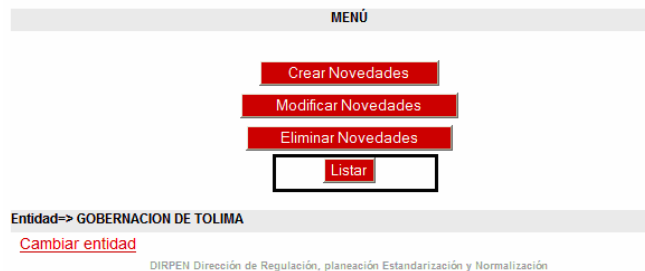 MENÚ
Crear Novedades
Modificar Novedades
Eliminar Novedades
Listar
Entidad=> GOBERNACION DE TOLIMA
Cambiar entidad
DIRPEN Dirección de Regulación, planeación Estandarización y Normalización